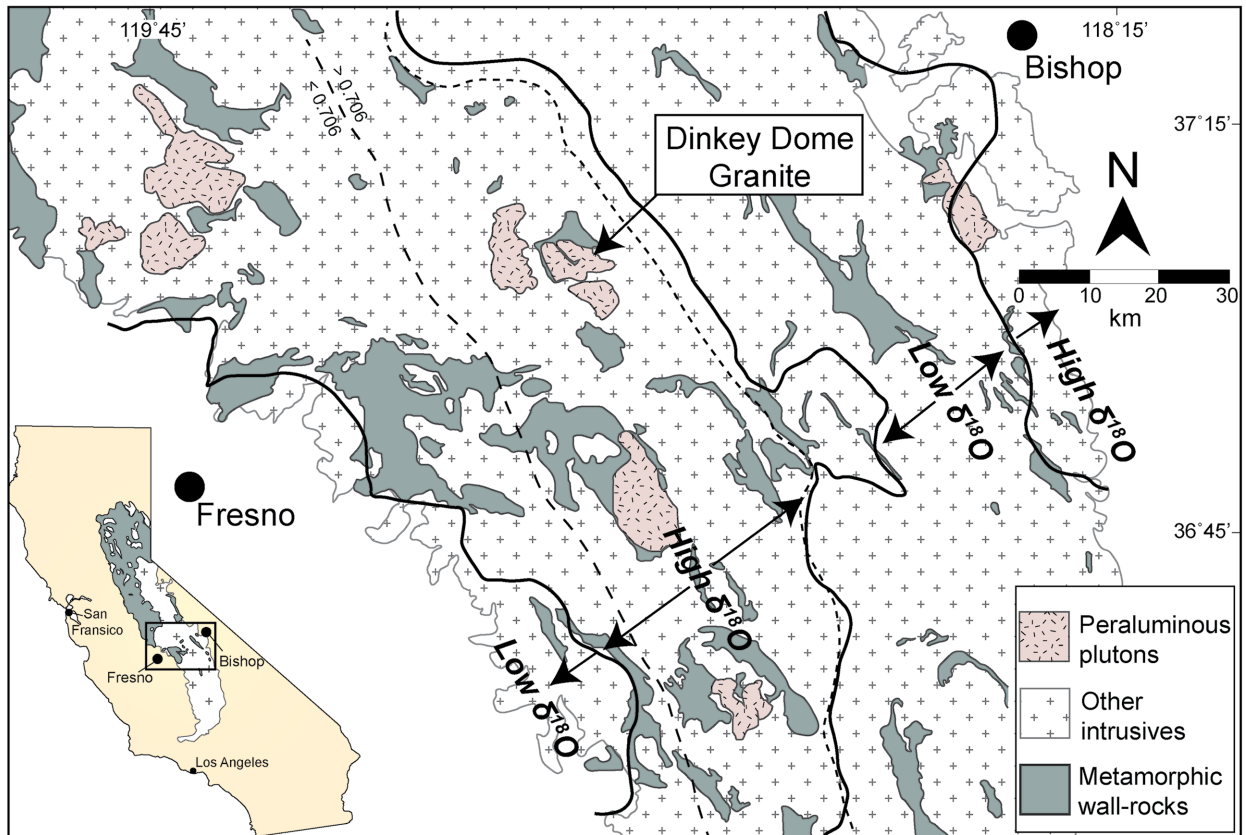 119˚45'
118˚15'
Bishop
> 0.706
< 0.706
37˚15'
Dinkey Dome
Granite
N
0 10 20 30
km
Low δ18O
High δ18O
Fresno
36˚45'
High δ18O
Low δ18O
San
Fransico
Fresno
Bishop
Los Angeles
Peraluminous
plutons
Other
intrusives
Metamorphic
wall-rocks